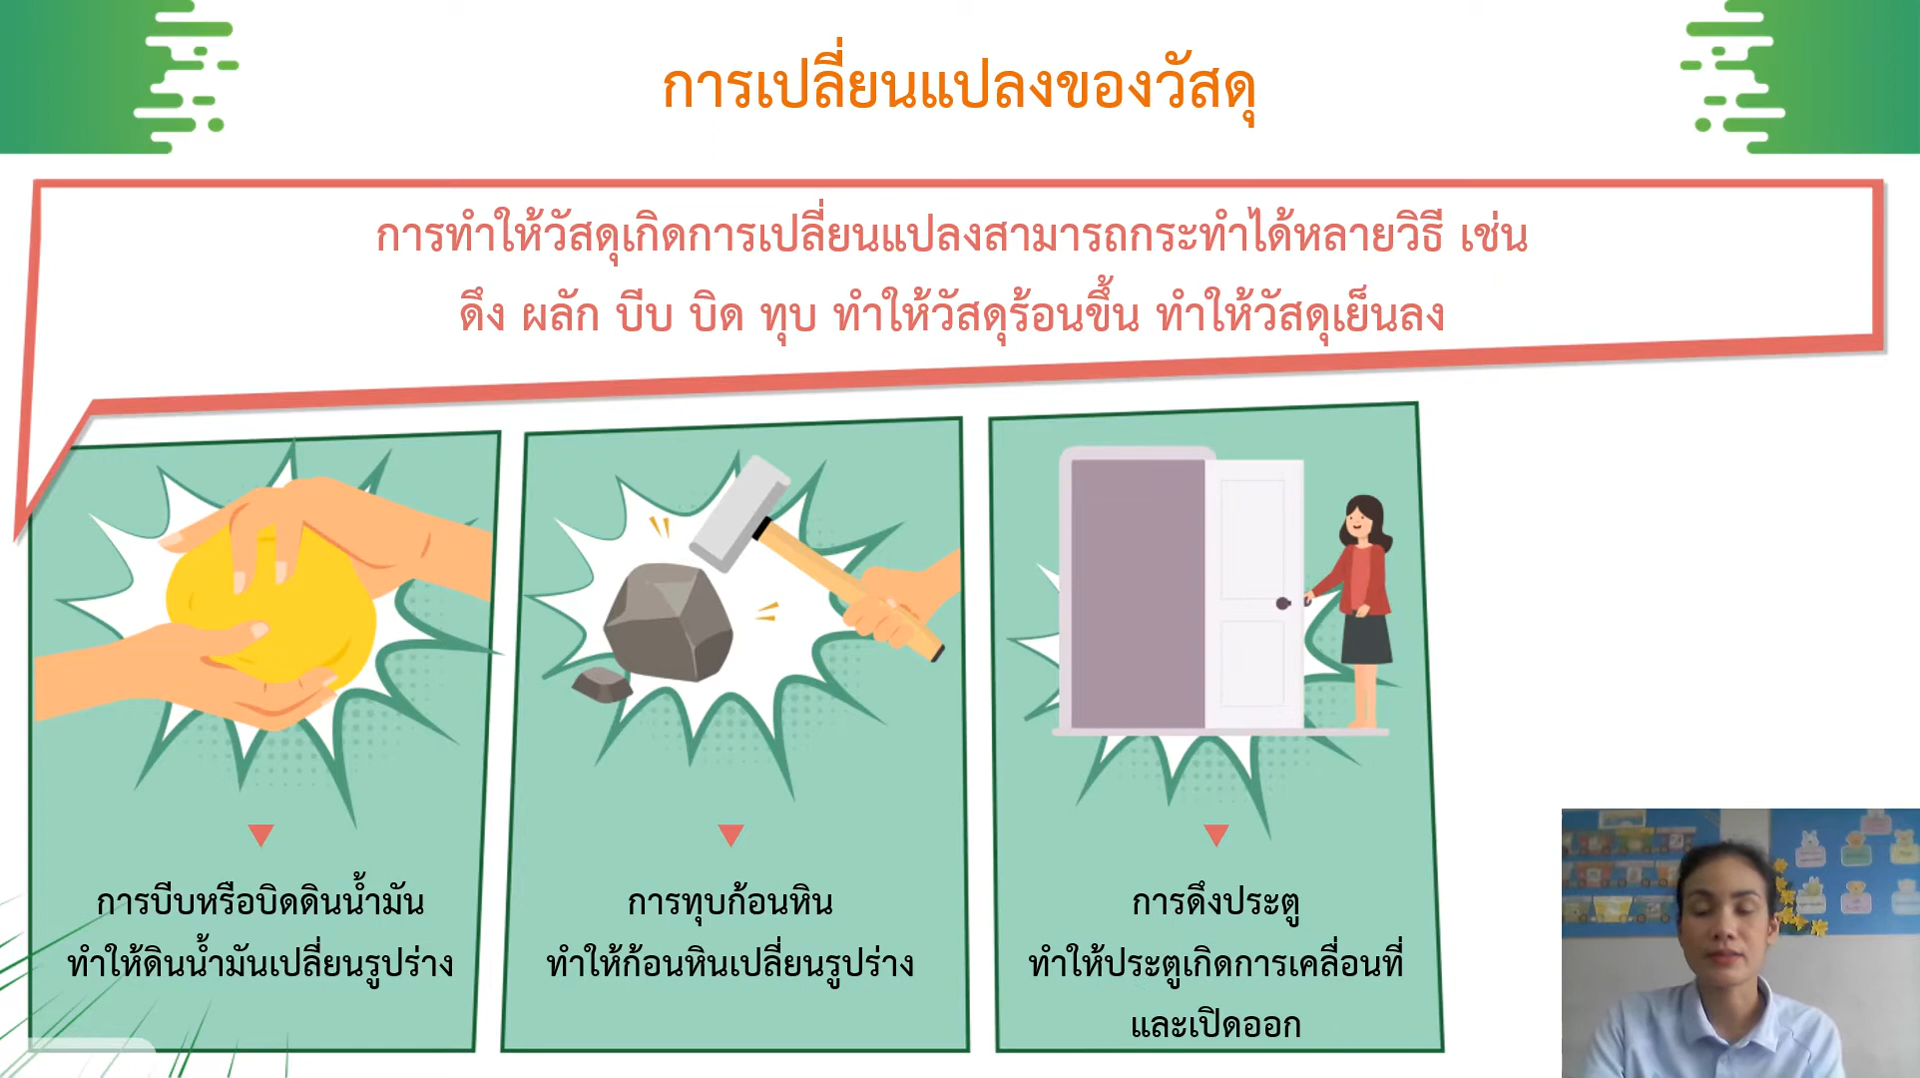 การเปลี่ยนแปลงของวัสดุ
การทำให้วัสดุเกิดการเปลี่ยนแปลงสามารถกระทำได้หลายวิธี เช่น
ดึง ผลัก บีบ บิด ทุบ ทำให้วัสดุร้อนขึ้น ทำให้วัสดุเย็นลง
การบีบหรือบิดดินน้ำมัน
ทำให้ดินน้ำมันเปลี่ยนรูปร่าง
การทุบก้อนหิน
ทำให้ก้อนหินเปลี่ยนรูปร่าง
การดึงประตู
ทำให้ประตูเกิดการเคลื่อนที่
และเปิดออก